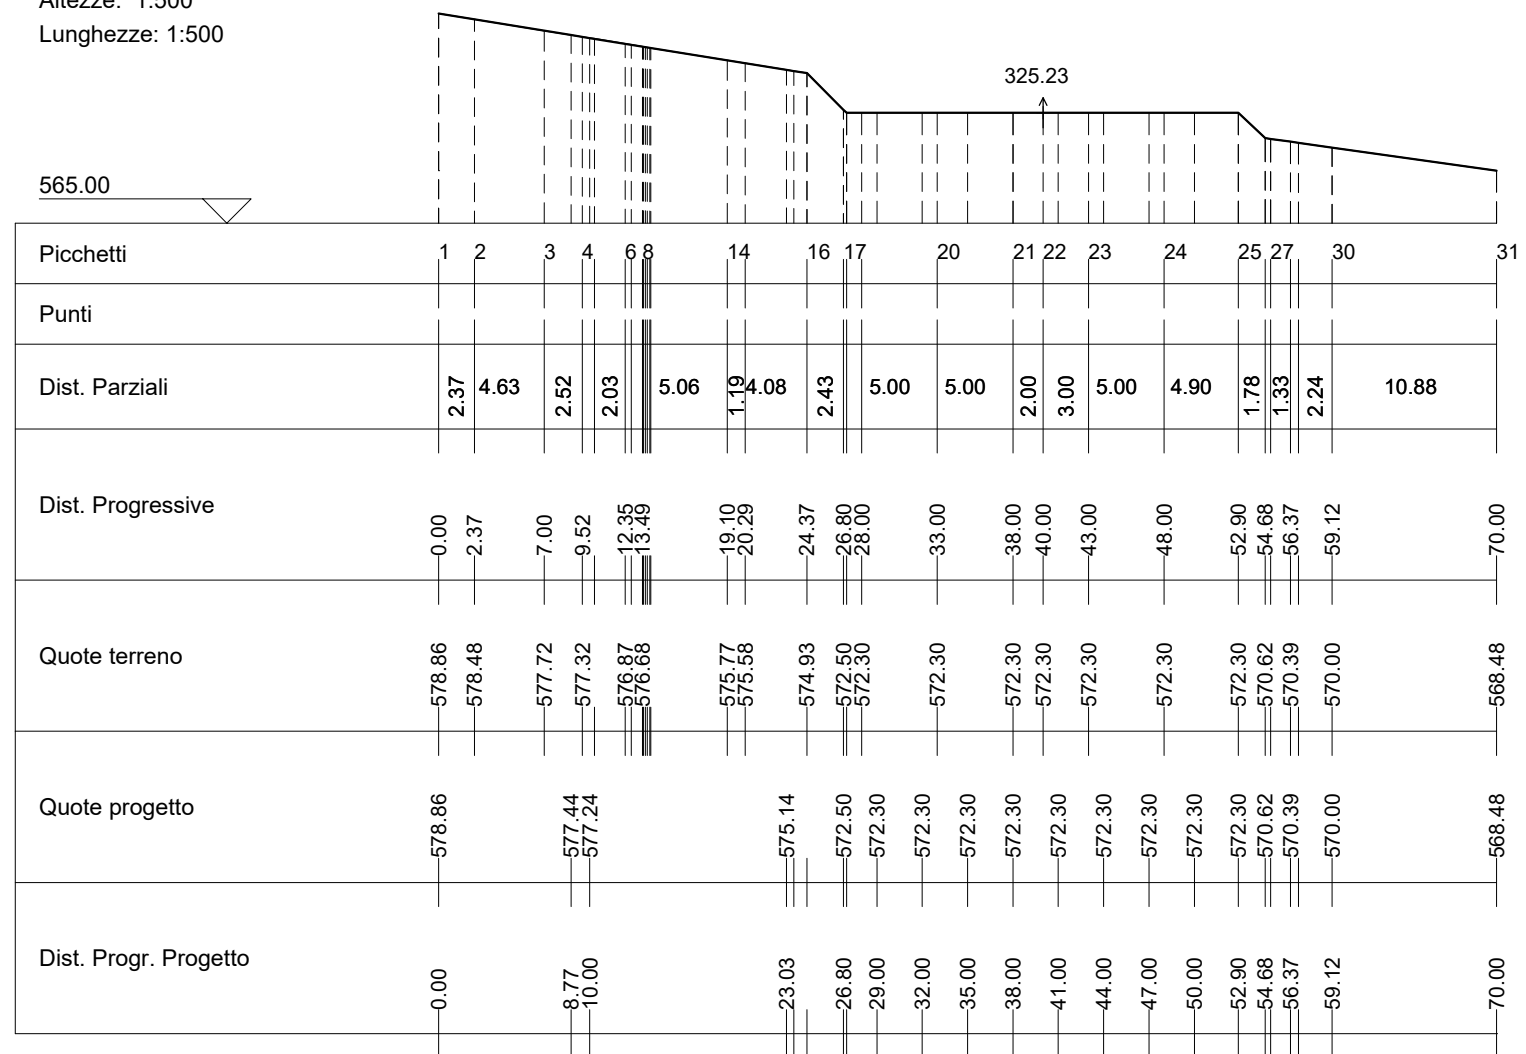 Altezze: 1:500
Lunghezze: 1:500
325.23
565.00
Picchetti 1 2 3 4 6 8 14 16 17 20 21 22 23 24 25 27 30 31
Punti
Dist. Parziali 2.37 4.63 2.52 2.03 5.06 1.19 4.08 2.43 5.00 5.00 2.00 3.00 5.00 4.90 1.78 1.33 2.24 10.88
Dist. Progressive 0.00 2.37 7.00 9.52 12.35 13.49 19.10 20.29 24.37 26.80 28.00 33.00 38.00 40.00 43.00 48.00 52.90 54.68 56.37 59.12 70.00
Quote terreno 578.86 578.48 577.72 577.32 576.87 576.68 575.77 575.58 574.93 572.50 572.30 572.30 572.30 572.30 572.30 572.30 572.30 570.62 570.39 570.00 568.48
Quote progetto 578.86 577.44 577.24 575.14 572.50 572.30 572.30 572.30 572.30 572.30 572.30 572.30 572.30 572.30 570.62 570.39 570.00 568.48
Dist. Progr. Progetto 0.00 8.77 10.00 23.03 26.80 29.00 32.00 35.00 38.00 41.00 44.00 47.00 50.00 52.90 54.68 56.37 59.12 70.00